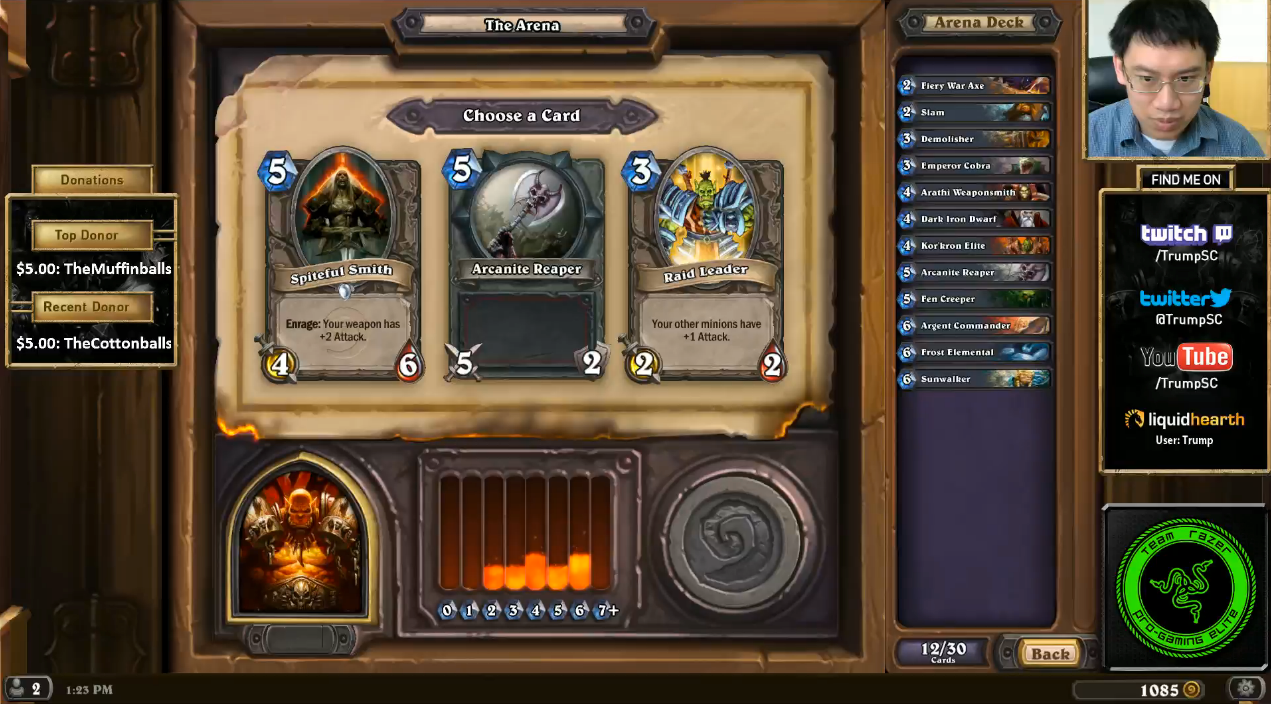 The Arena
Choose a Card
5
Spiteful Smith
Enrage: Your weapon has
+2 Attack.
4
6
5
Arcanite Reaper
5
2
3
Raid Leader
Your other minions have
+1 Attack.
2
2
0
1
2
3
4
5
6
7+
Donations
Top Donor
$5.00: TheMuffinballs
Recent Donor
$5.00: TheCottonballs
Arena Deck
2 Fiery War Axe
2 Slam
3 Demolisher
3 Emperor Cobra
4 Arathi Weaponsmith
4 Dark Iron Dwarf
4 Kor'kron Elite
5 Arcanite Reaper
5 Fen Creeper
6 Argent Commander
6 Frost Elemental
6 Sunwalker
12/30
Cards
Back
FIND ME ON
twitch
/TrumpSC
twitter
@TrumpSC
YouTube
/TrumpSC
liquidhearth
User: Trump
TEAM RAZER
PRO-GAMING ELITE
2
1:23 PM
1085